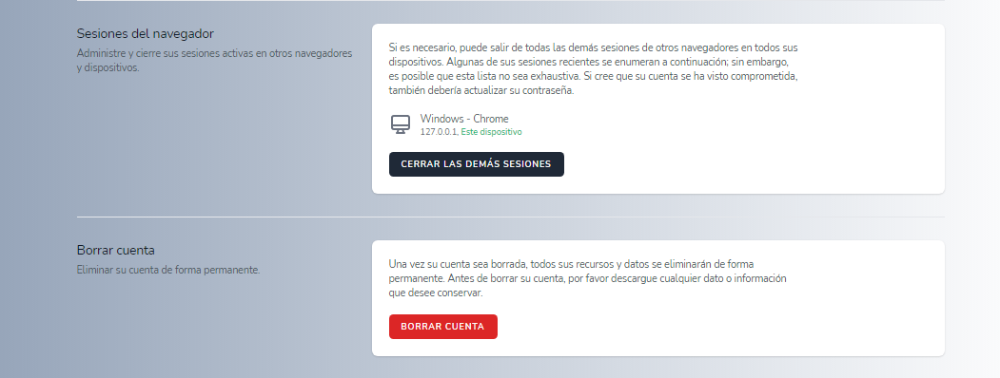 Sesiones del navegador
Administre y cierre sus sesiones activas en otros navegadores
y dispositivos.
Si es necesario, puede salir de todas las demás sesiones de otros navegadores en todos sus
dispositivos. Algunas de sus sesiones recientes se enumeran a continuación; sin embargo,
es posible que esta lista no sea exhaustiva. Si cree que su cuenta se ha visto comprometida,
también debería actualizar su contraseña.
Windows - Chrome
127.0.0.1, Este dispositivo
CERRAR LAS DEMÁS SESIONES
Borrar cuenta
Eliminar su cuenta de forma permanente.
Una vez su cuenta sea borrada, todos sus recursos y datos se eliminarán de forma
permanente. Antes de borrar su cuenta, por favor descargue cualquier dato o información
que desee conservar.
BORRAR CUENTA